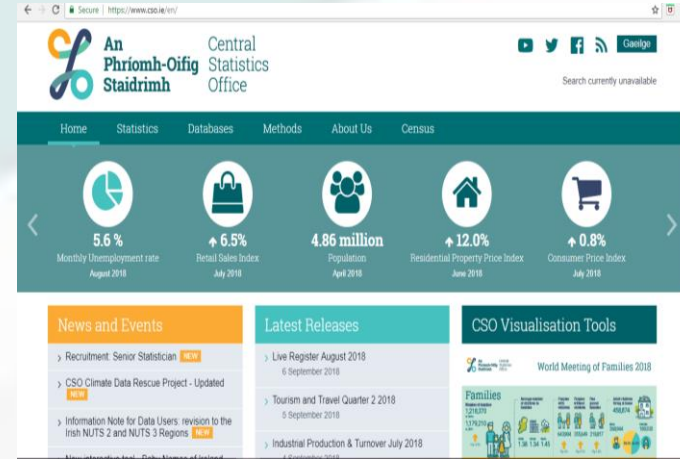 Secure | https://www.cso.ie/en/
An
Phríomh-Oifig
Staidrimh
Central
Statistics
Office
Gaeilge
Search currently unavailable
Home Statistics Databases Methods About Us Census
5.6 %
Monthly Unemployment rate
August 2018
6.5%
Retail Sales Index
July 2018
4.86 million
Population
April 2018
12.0%
Residential Property Price Index
June 2018
0.8%
Consumer Price Index
July 2018
News and Events
Recruitment: Senior Statistician NEW
CSO Climate Data Rescue Project - Updated
NEW
Information Note for Data Users: revision to the
Irish NUTS 2 and NUTS 3 Regions NEW
Latest Releases
Live Register August 2018
6 September 2018
Tourism and Travel Quarter 2 2018
5 September 2018
Industrial Production & Turnover July 2018
4 September 2018
CSO Visualisation Tools
World Meeting of Families 2018
Families